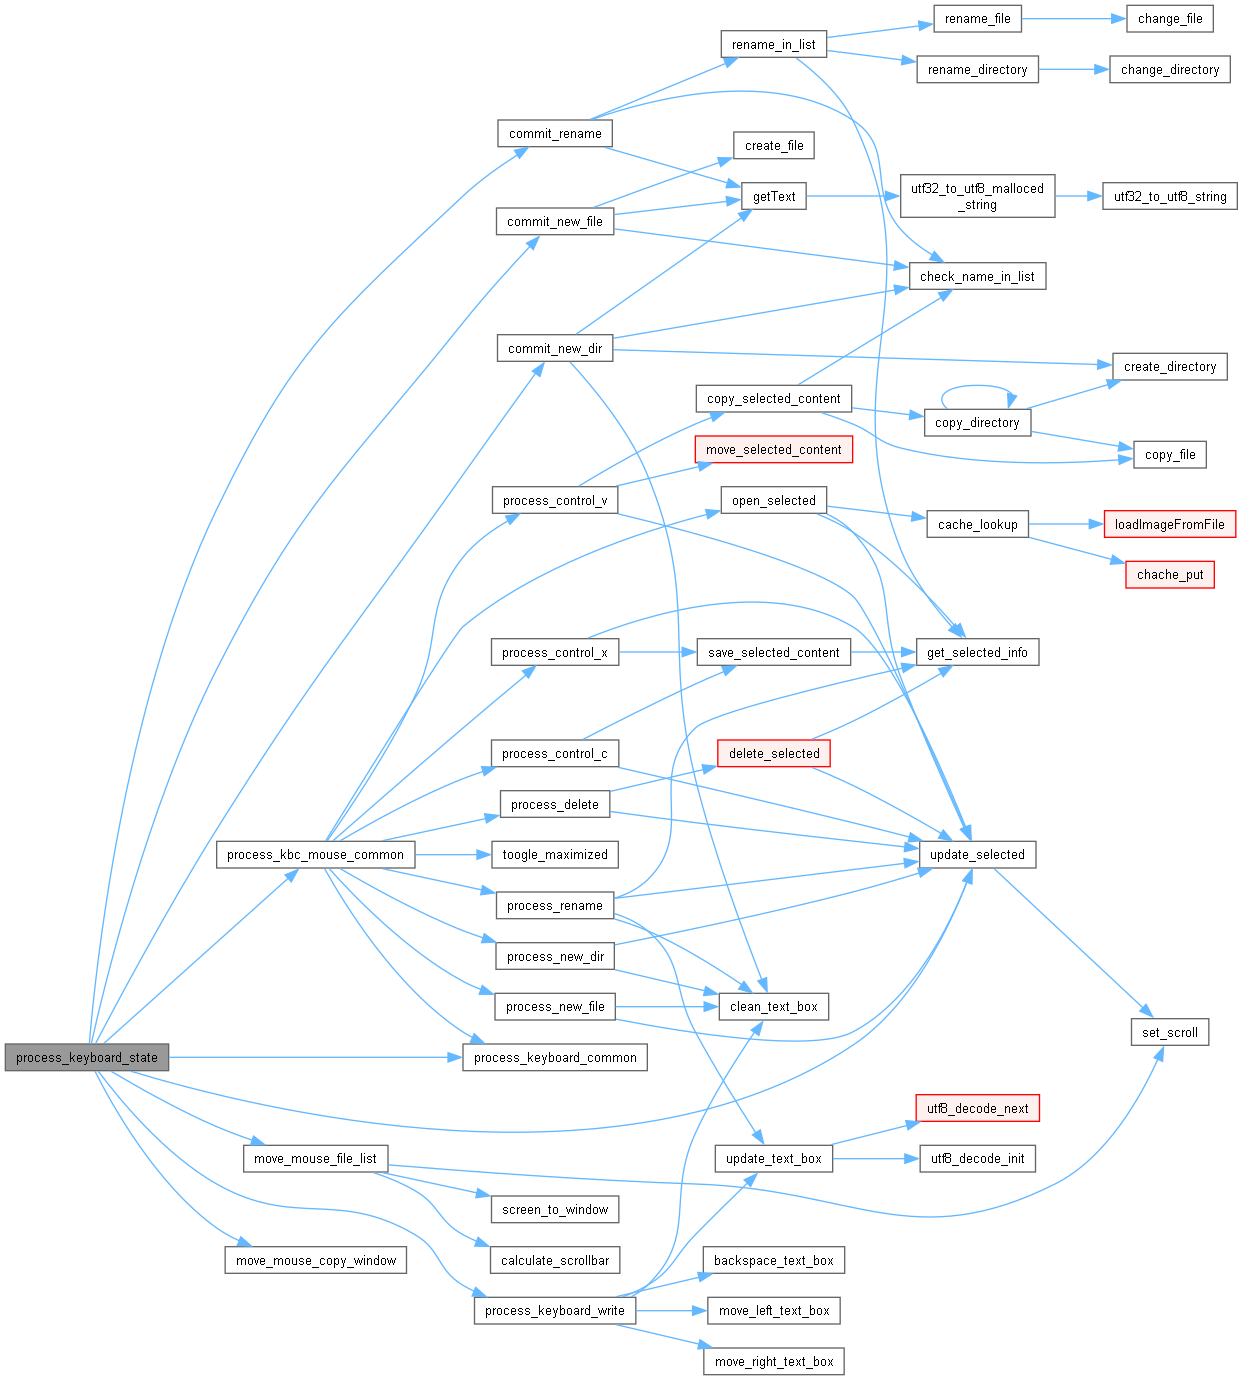 rename_file
change_file
rename_in_list
rename_directory
change_directory
commit_rename
create_file
getText
utf32_to_utf8_malloced
_string
utf32_to_utf8_string
commit_new_file
check_name_in_list
commit_new_dir
create_directory
copy_selected_content
copy_directory
move_selected_content
copy_file
process_control_v
open_selected
cache_lookup
loadImageFromFile
chache_put
process_control_x
save_selected_content
get_selected_info
process_control_c
delete_selected
process_delete
process_kbc_mouse_common
toogle_maximized
update_selected
process_rename
process_new_dir
process_new_file
clean_text_box
set_scroll
process_keyboard_state
process_keyboard_common
utf8_decode_next
move_mouse_file_list
update_text_box
utf8_decode_init
screen_to_window
move_mouse_copy_window
calculate_scrollbar
backspace_text_box
process_keyboard_write
move_left_text_box
move_right_text_box